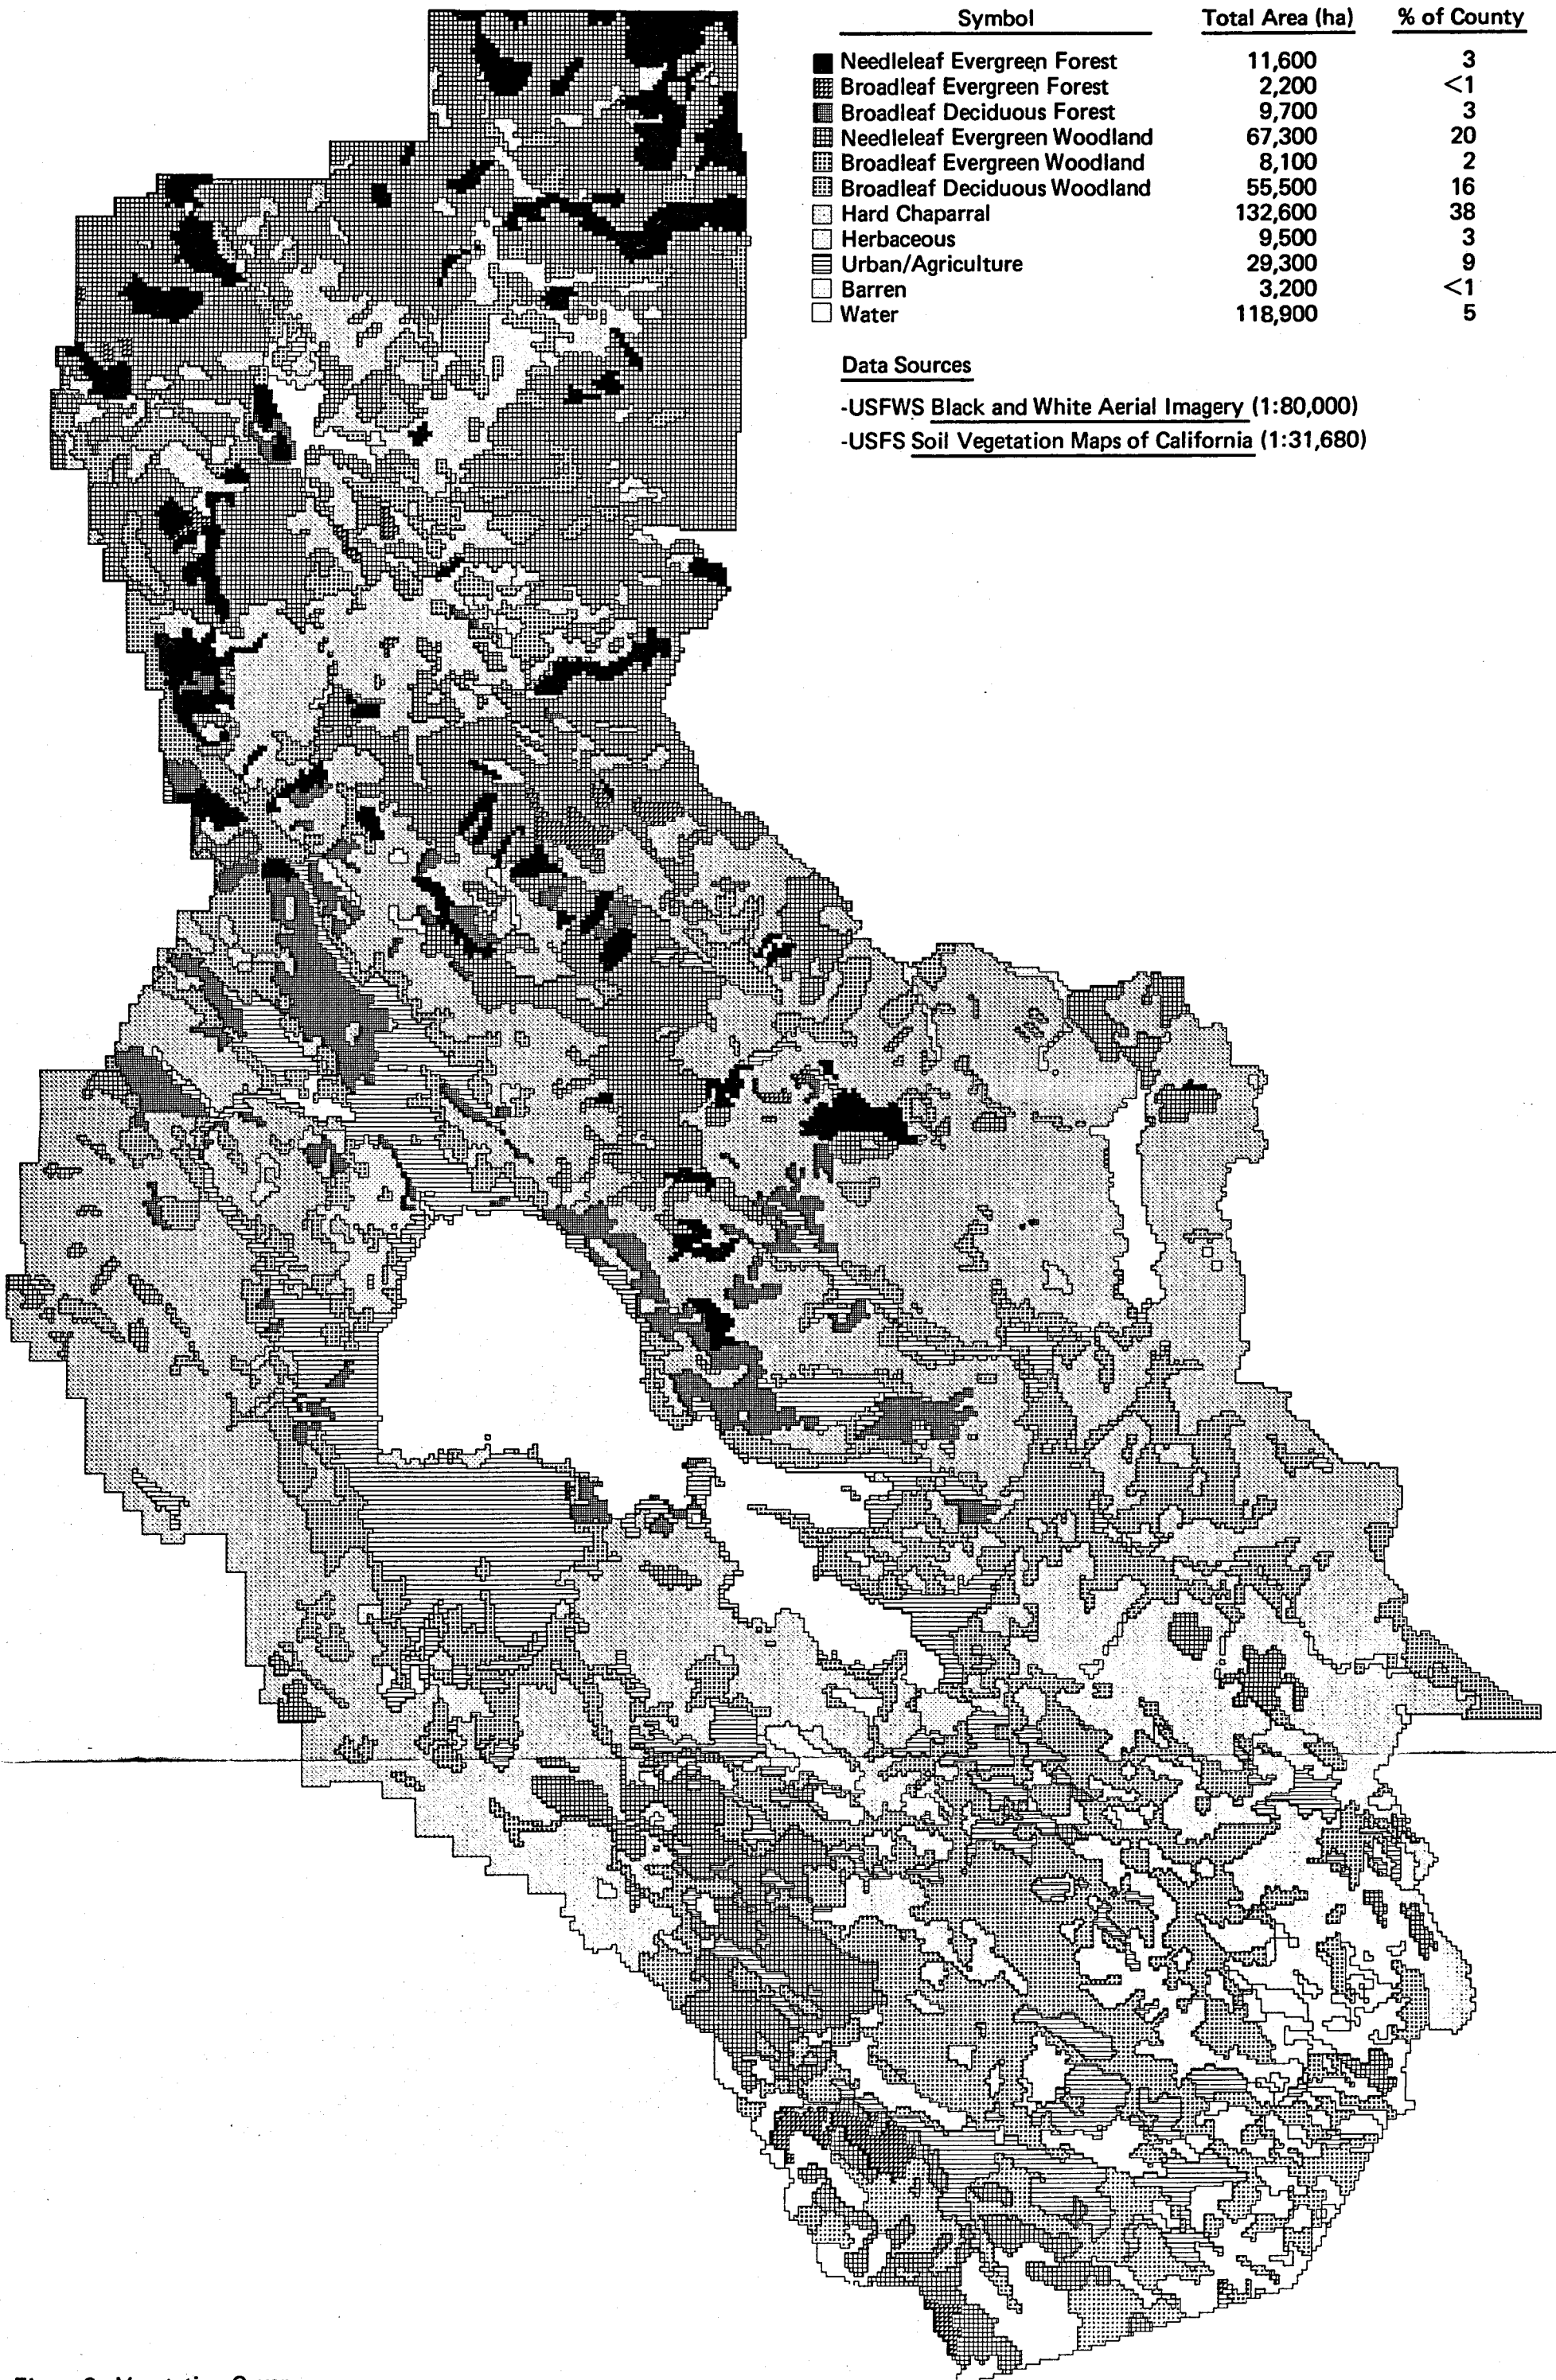 Symbol Total Area (ha) % of County
Needleleaf Evergreen Forest 11,600 3
Broadleaf Evergreen Forest 2,200 <1
Broadleaf Deciduous Forest 9,700 3
Needleleaf Evergreen Woodland 67,300 20
Broadleaf Evergreen Woodland 8,100 2
Broadleaf Deciduous Woodland 55,500 16
Hard Chaparral 132,600 38
Herbaceous 9,500 3
Urban/Agriculture 29,300 9
Barren 3,200 <1
Water 118,900 5
Data Sources
-USFWS Black and White Aerial Imagery (1:80,000)
-USFS Soil Vegetation Maps of California (1:31,680)